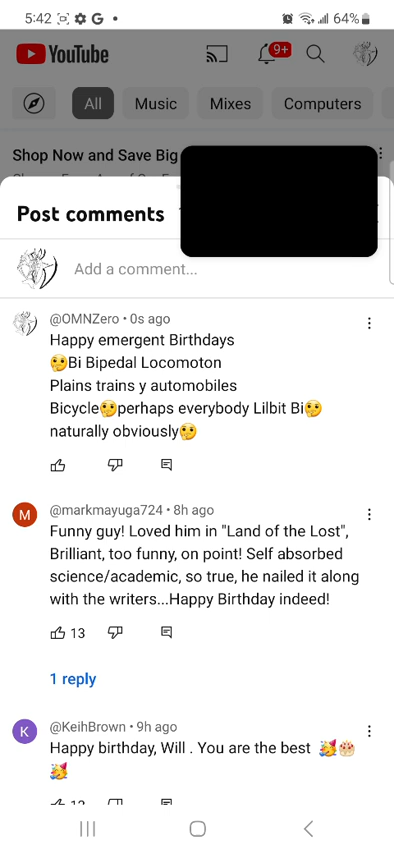 5:42 G • 64%
YouTube 9+
All Music Mixes Computers
Shop Now and Save Big
Post comments
Add a comment...
@OMNZero • 0s ago
Happy emergent Birthdays
🤔Bi Bipedal Locomoton
Plains trains y automobiles
Bicycle🤔perhaps everybody Lilbit Bi🤔
naturally obviously🤔
M
@markmayuga724 • 8h ago
Funny guy! Loved him in "Land of the Lost",
Brilliant, too funny, on point! Self absorbed
science/academic, so true, he nailed it along
with the writers...Happy Birthday indeed!
13
1 reply
K
@KeihBrown • 9h ago
Happy birthday, Will . You are the best 🥳🎂
🥳